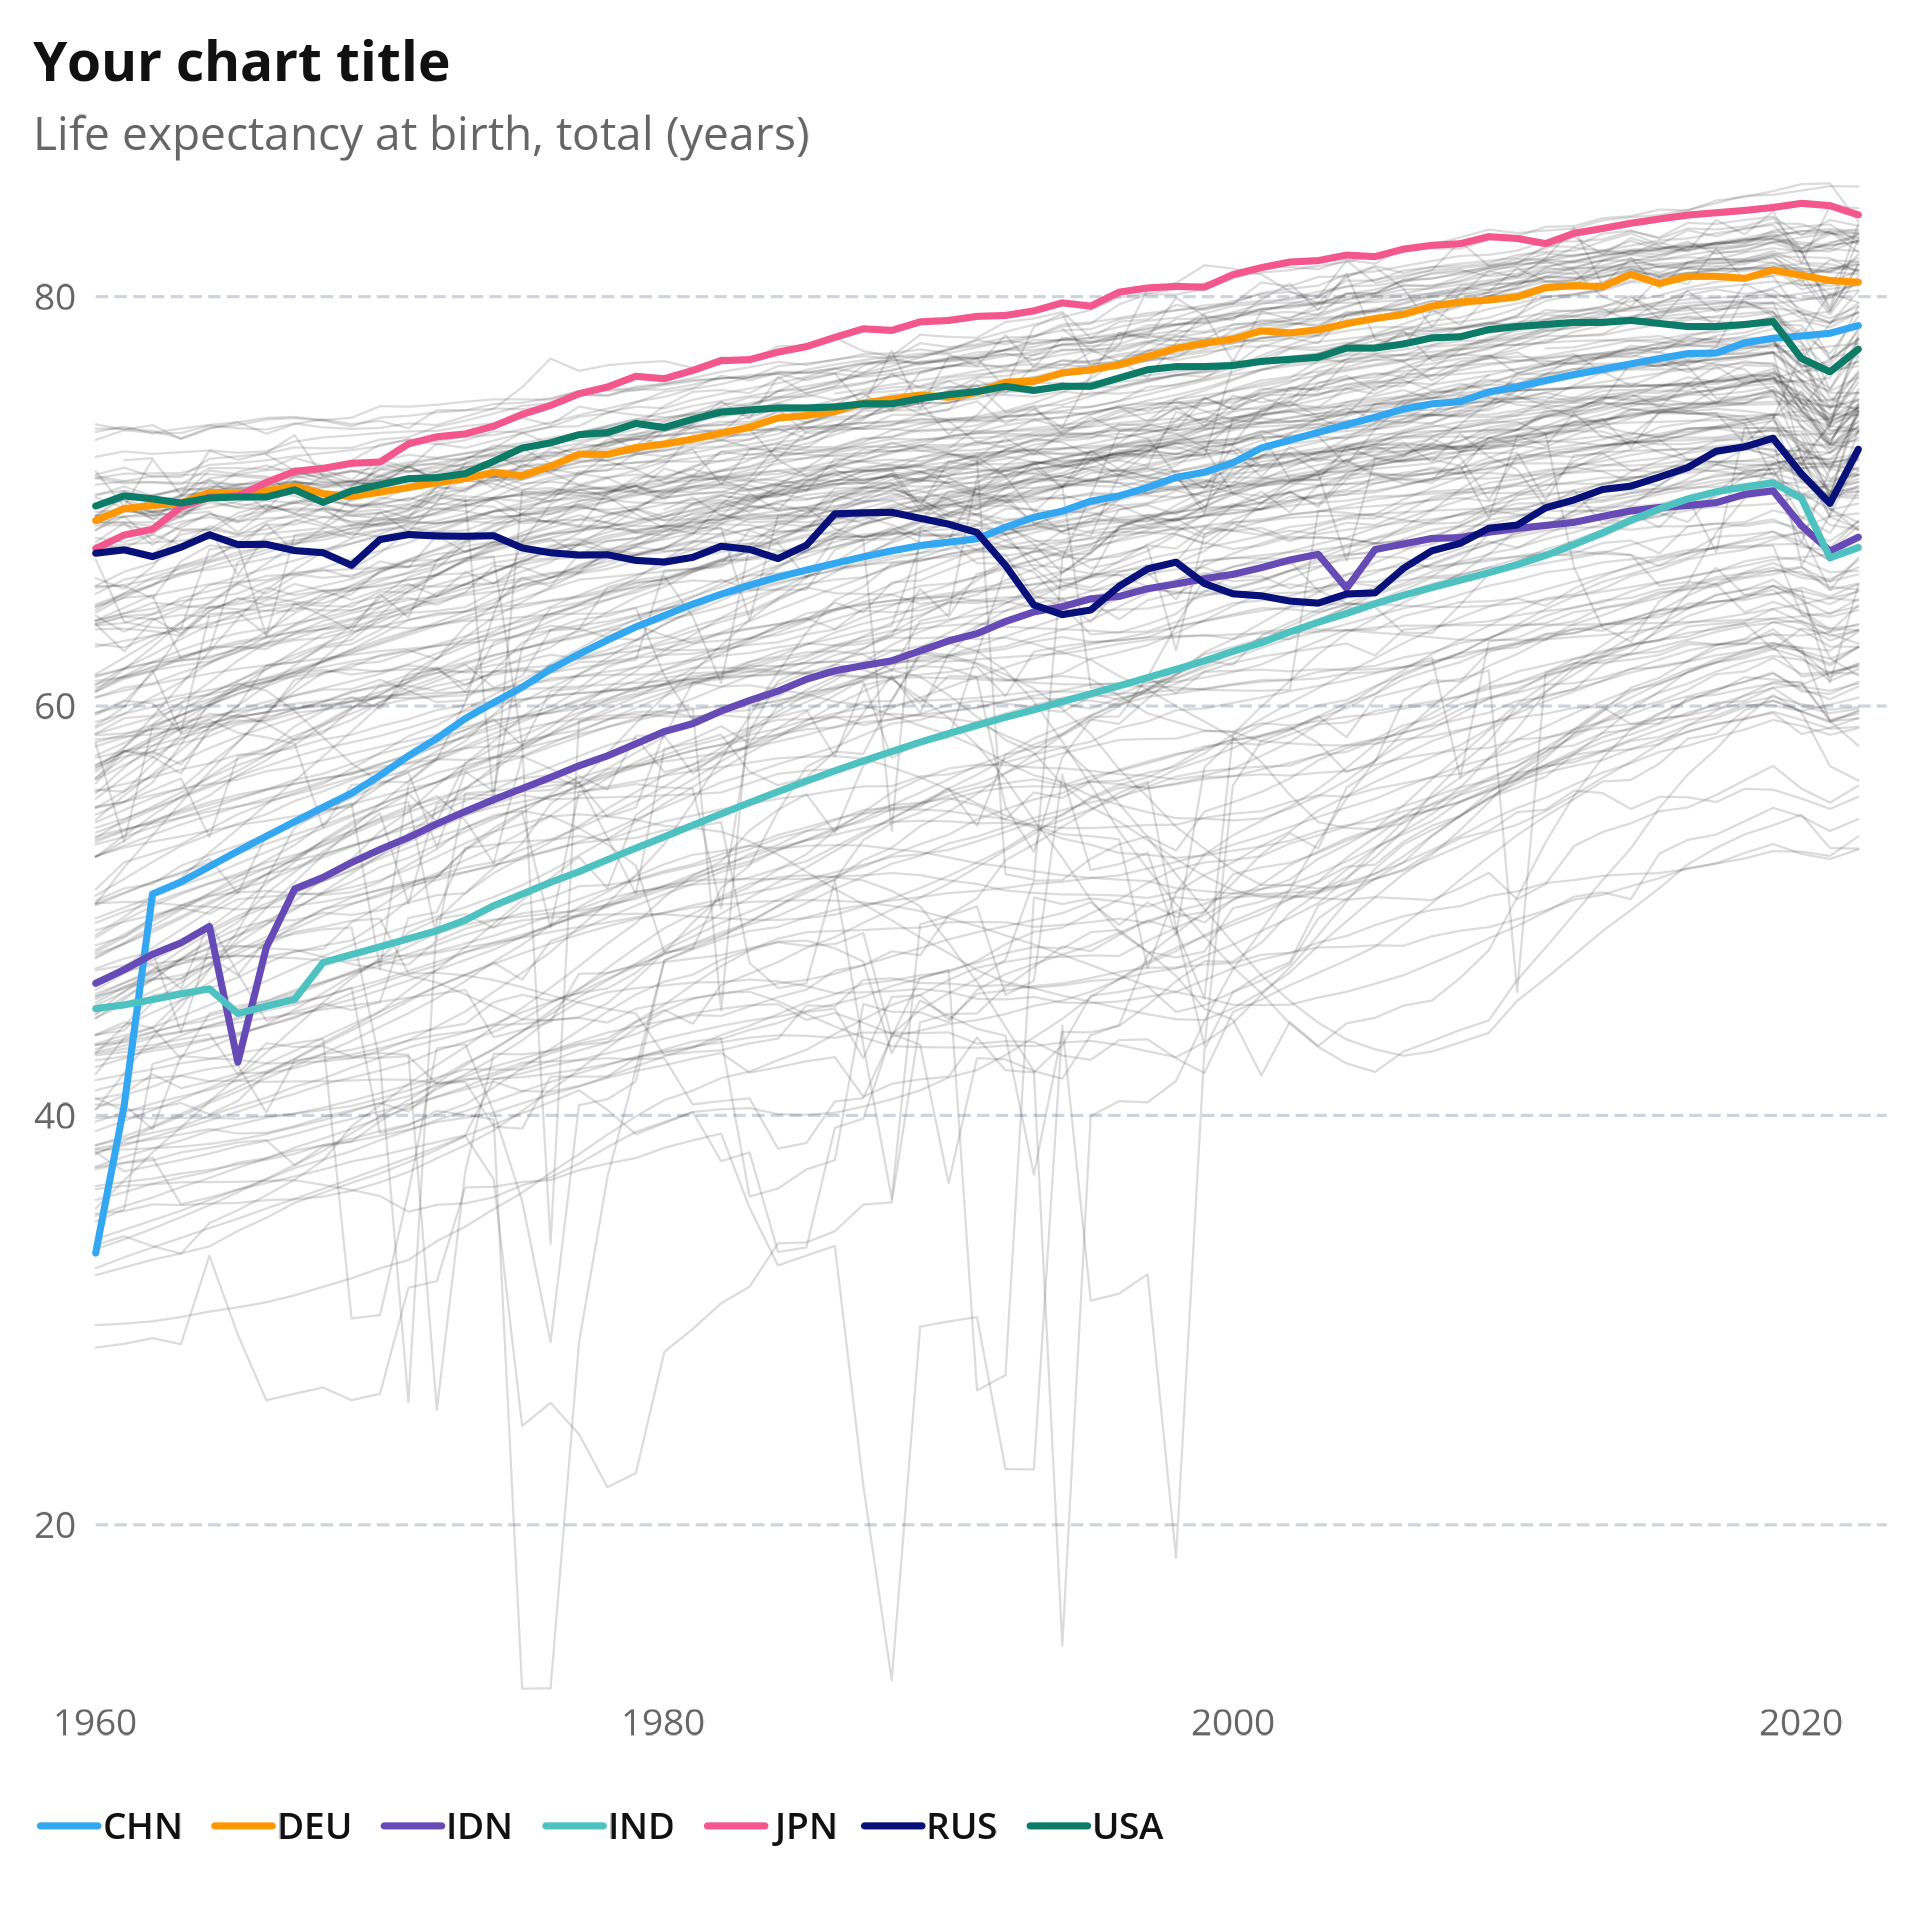 Your chart title
Life expectancy at birth, total (years)
80
60
40
20
1960 1980 2000 2020
CHN DEU IDN IND JPN RUS USA